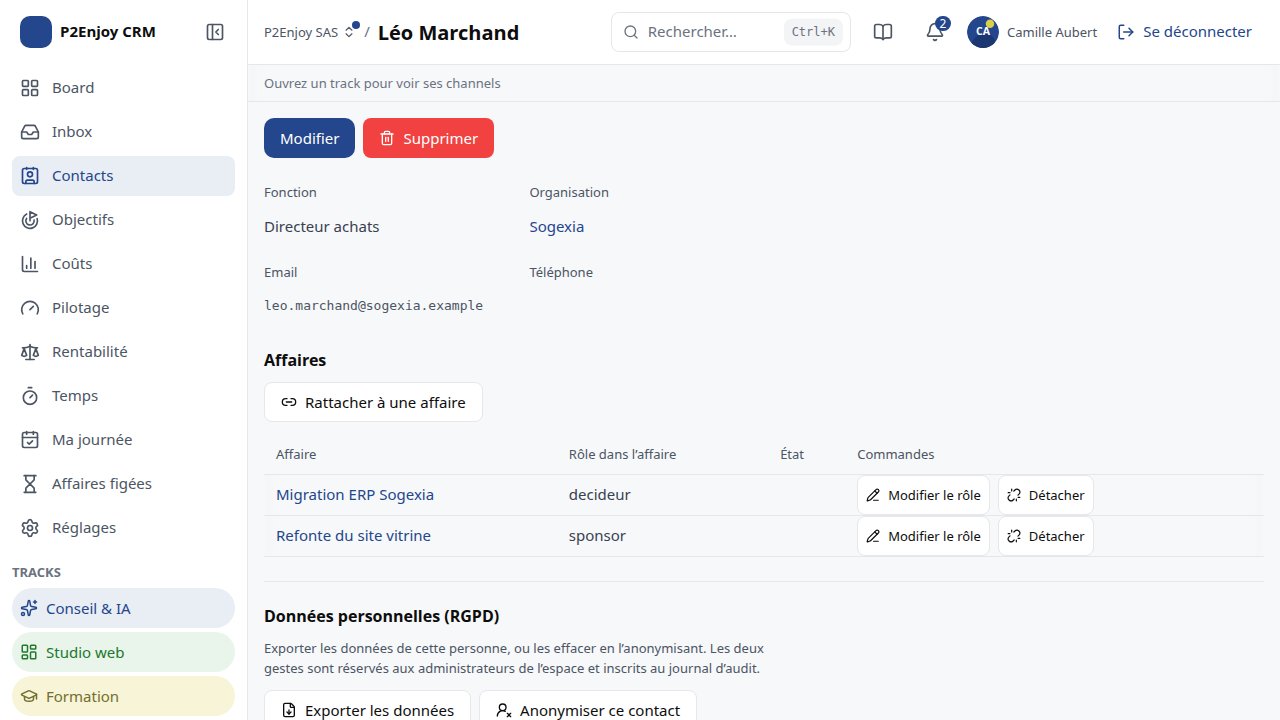 P2Enjoy CRM
Board
Inbox
Contacts
Objectifs
Coûts
Pilotage
Rentabilité
Temps
Ma journée
Affaires figées
Réglages
TRACKS
Conseil & IA
Studio web
Formation
P2Enjoy SAS / Léo Marchand
Rechercher... Ctrl+K
2
CA Camille Aubert
Se déconnecter
Ouvrez un track pour voir ses channels
Modifier Supprimer
Fonction Organisation
Directeur achats Sogexia
Email Téléphone
leo.marchand@sogexia.example
Affaires
Rattacher à une affaire
Affaire Rôle dans l'affaire État Commandes
Migration ERP Sogexia decideur Modifier le rôle Détacher
Refonte du site vitrine sponsor Modifier le rôle Détacher
Données personnelles (RGPD)
Exporter les données de cette personne, ou les effacer en l'anonymisant. Les deux
gestes sont réservés aux administrateurs de l'espace et inscrits au journal d'audit.
Exporter les données Anonymiser ce contact